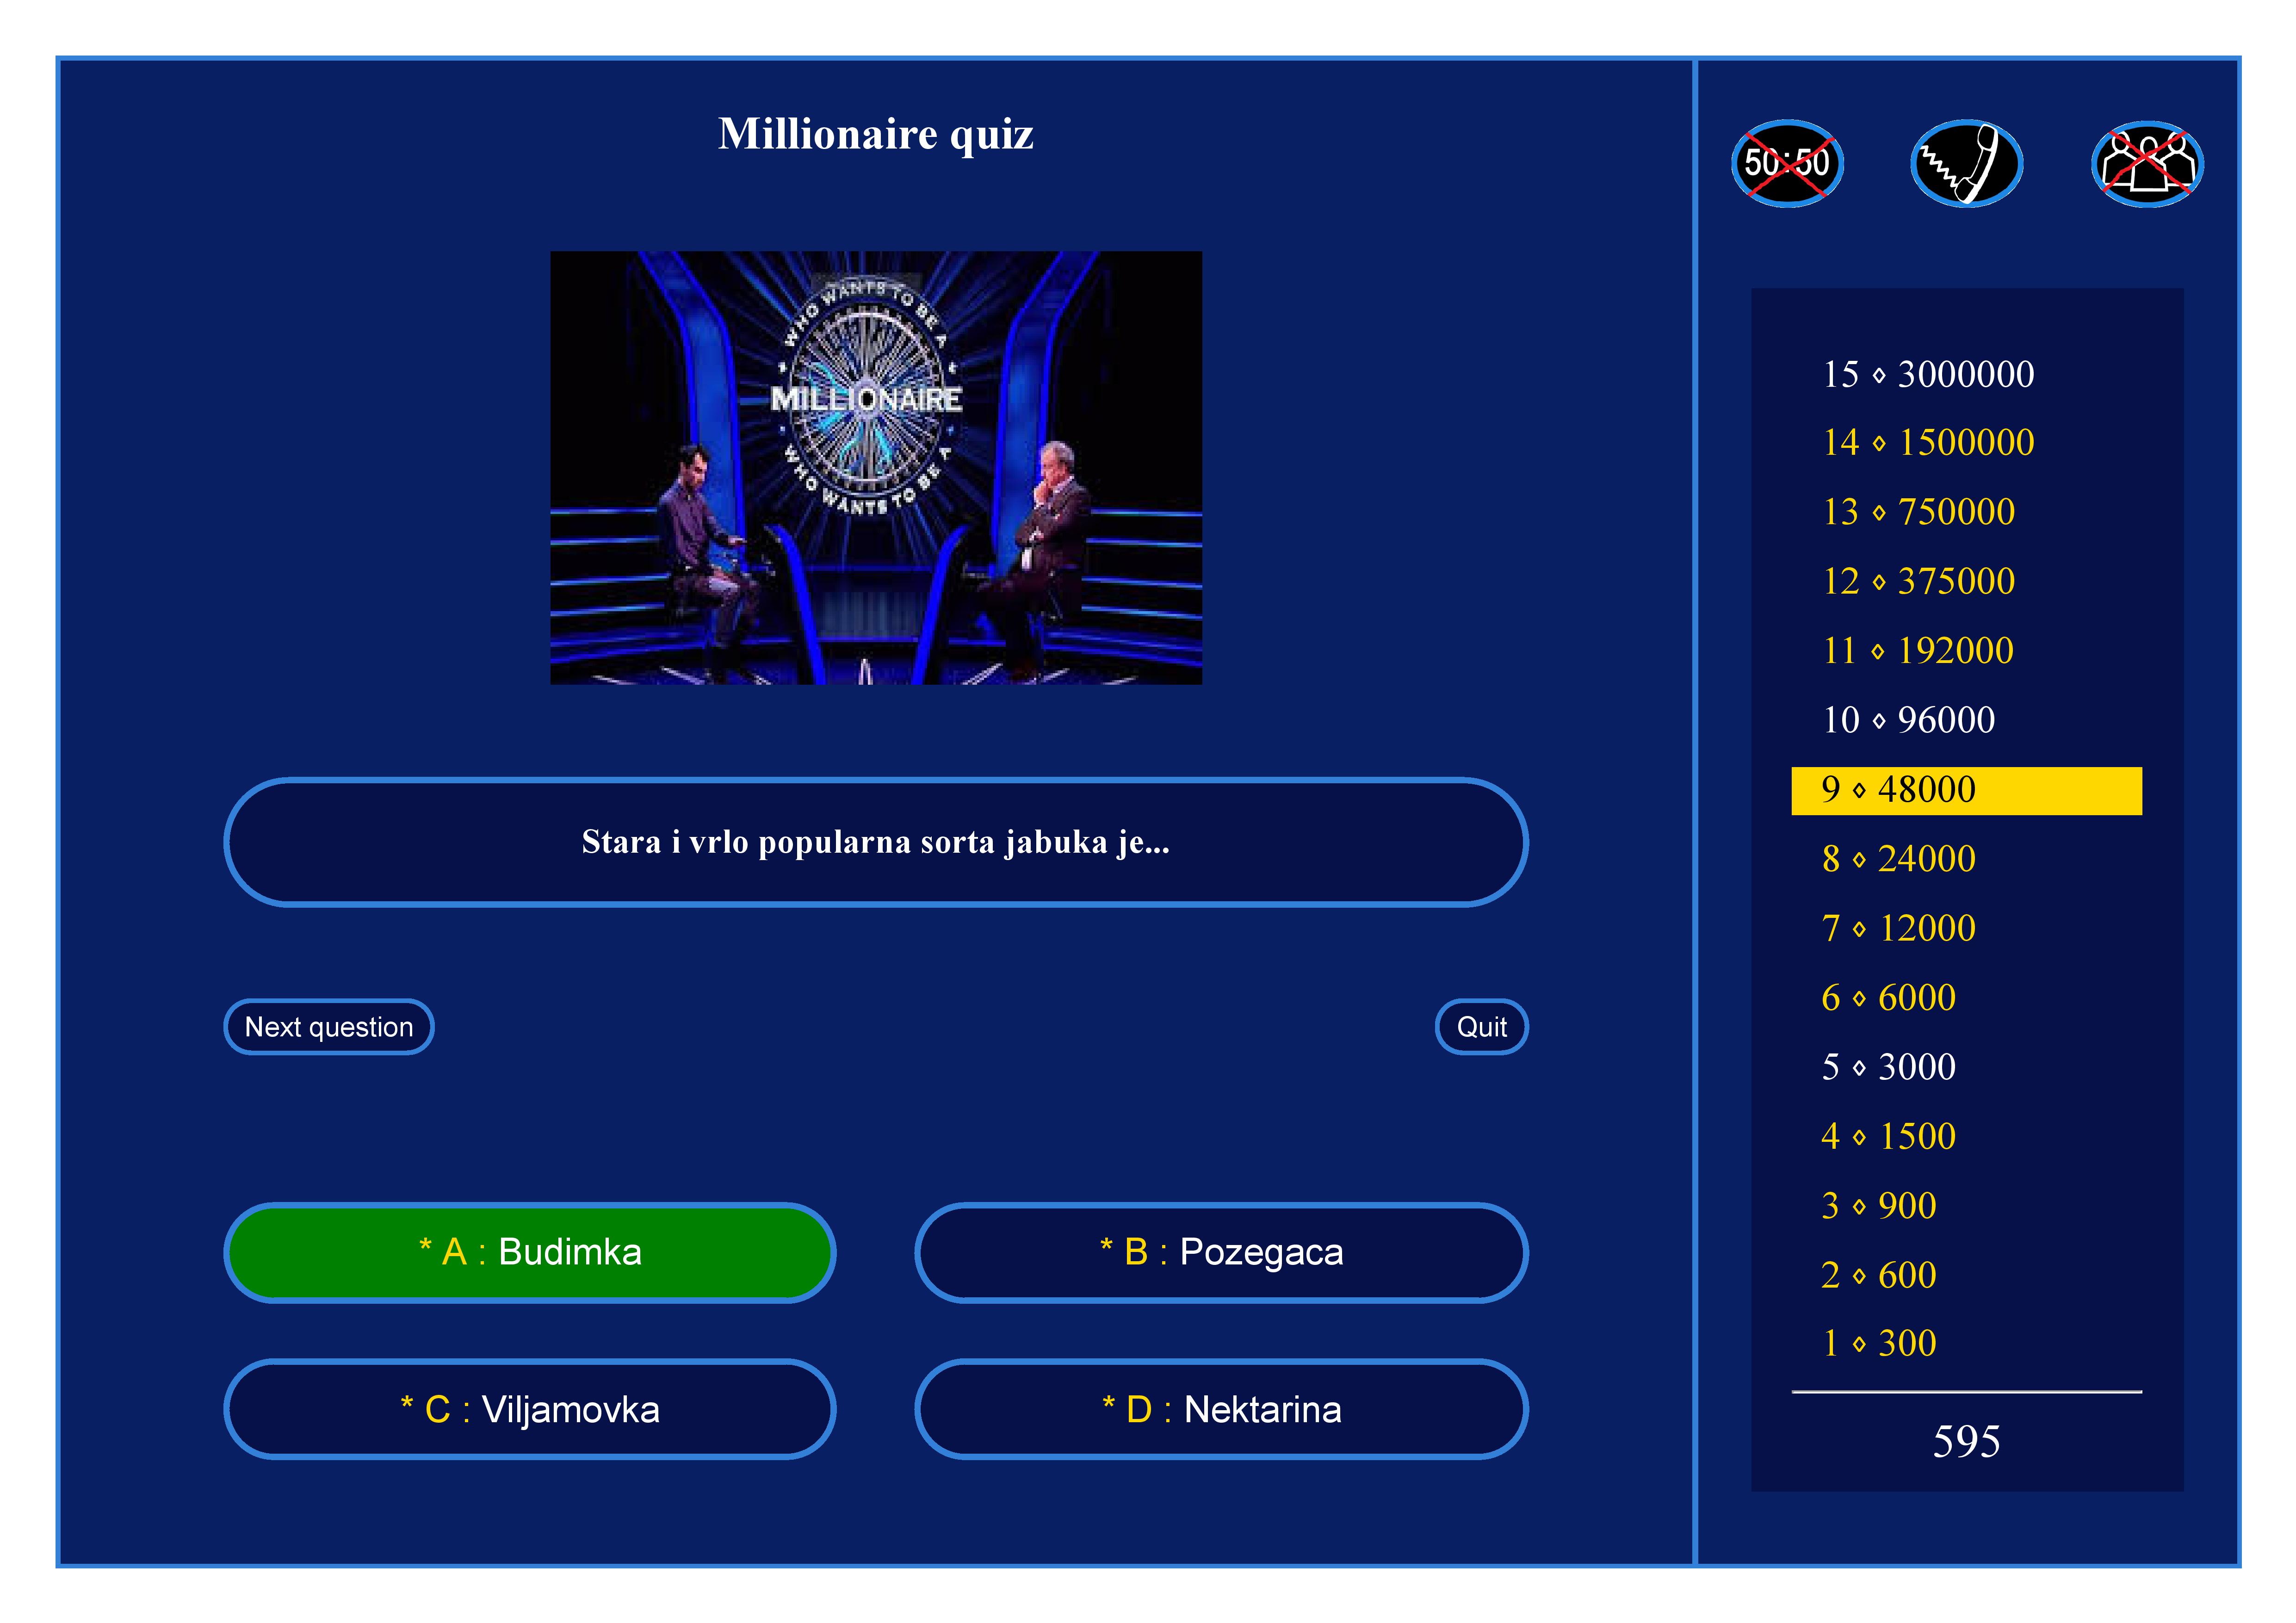 Millionaire quiz
WHO WANTS TO BE A
MILLIONAIRE
WHO WANTS TO BE A
Stara i vrlo popularna sorta jabuka je...
Next question
Quit
* A : Budimka
* B : Pozegaca
* C : Viljamovka
* D : Nektarina
50:50
15 ⋄ 3000000
14 ⋄ 1500000
13 ⋄ 750000
12 ⋄ 375000
11 ⋄ 192000
10 ⋄ 96000
9 ⋄ 48000
8 ⋄ 24000
7 ⋄ 12000
6 ⋄ 6000
5 ⋄ 3000
4 ⋄ 1500
3 ⋄ 900
2 ⋄ 600
1 ⋄ 300
595